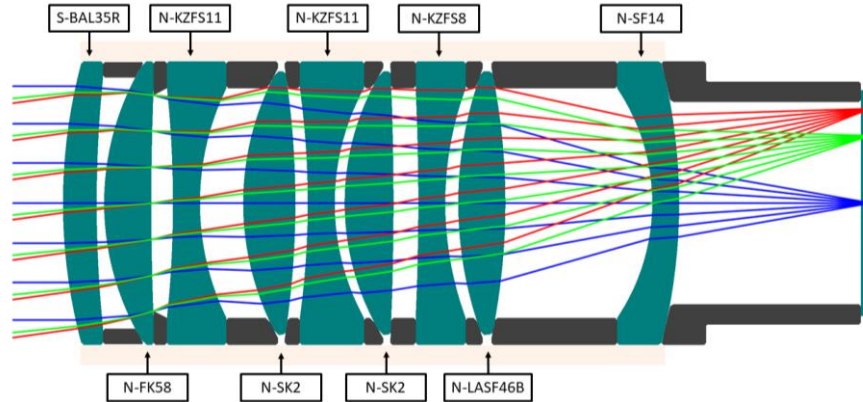 S-BAL35R
N-KZFS11
N-KZFS11
N-KZFS8
N-SF14
N-FK58
N-SK2
N-SK2
N-LASF46B